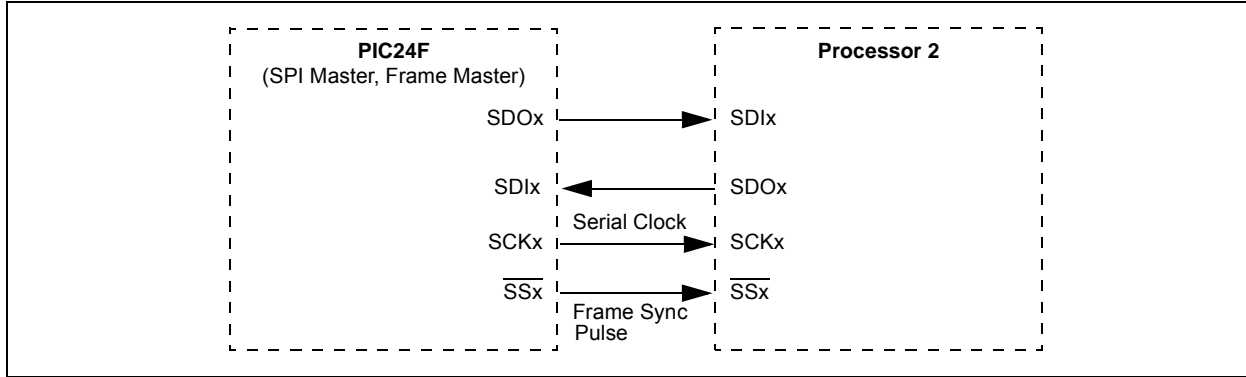 PIC24F
(SPI Master, Frame Master)
Processor 2
SDOx
SDIx
SDIx
SDOx
Serial Clock
SCKx
SCKx
SSx
SSx
Frame Sync
Pulse